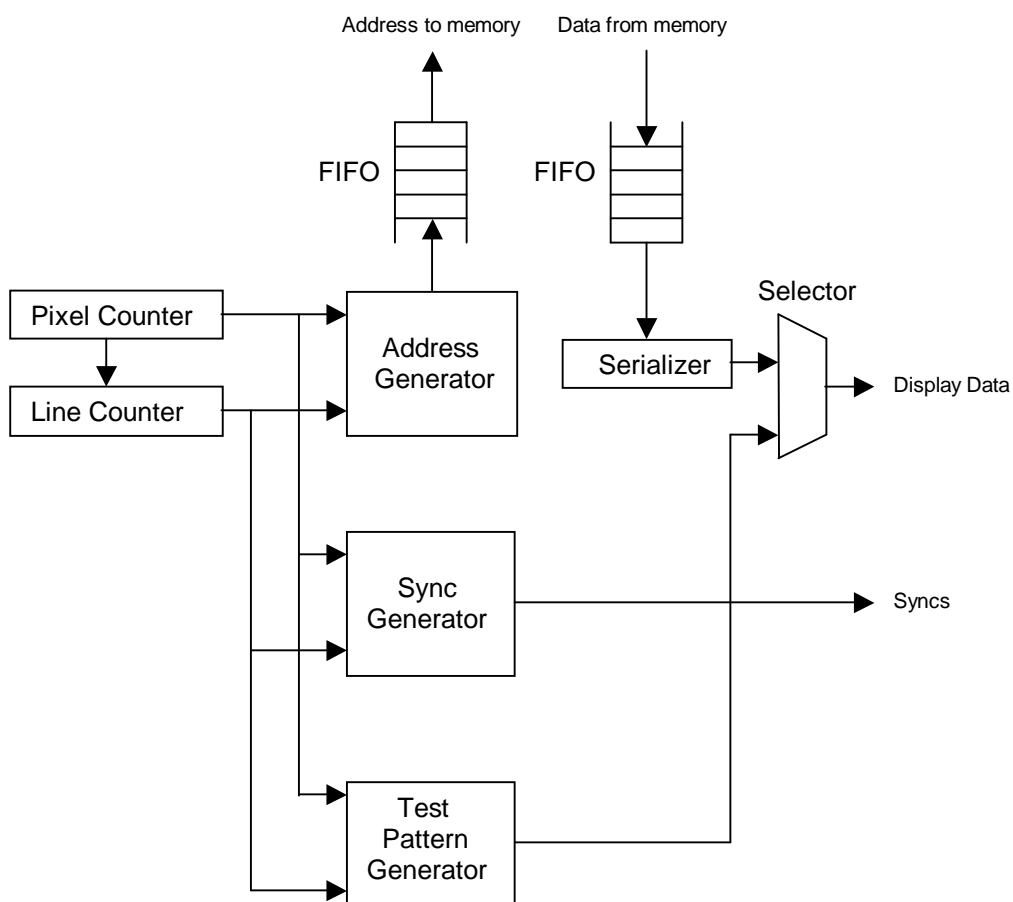 Address to memory
Data from memory
FIFO
FIFO
Selector
Pixel Counter
Address
Generator
Serializer
Line Counter
Display Data
Sync
Generator
Syncs
Test
Pattern
Generator